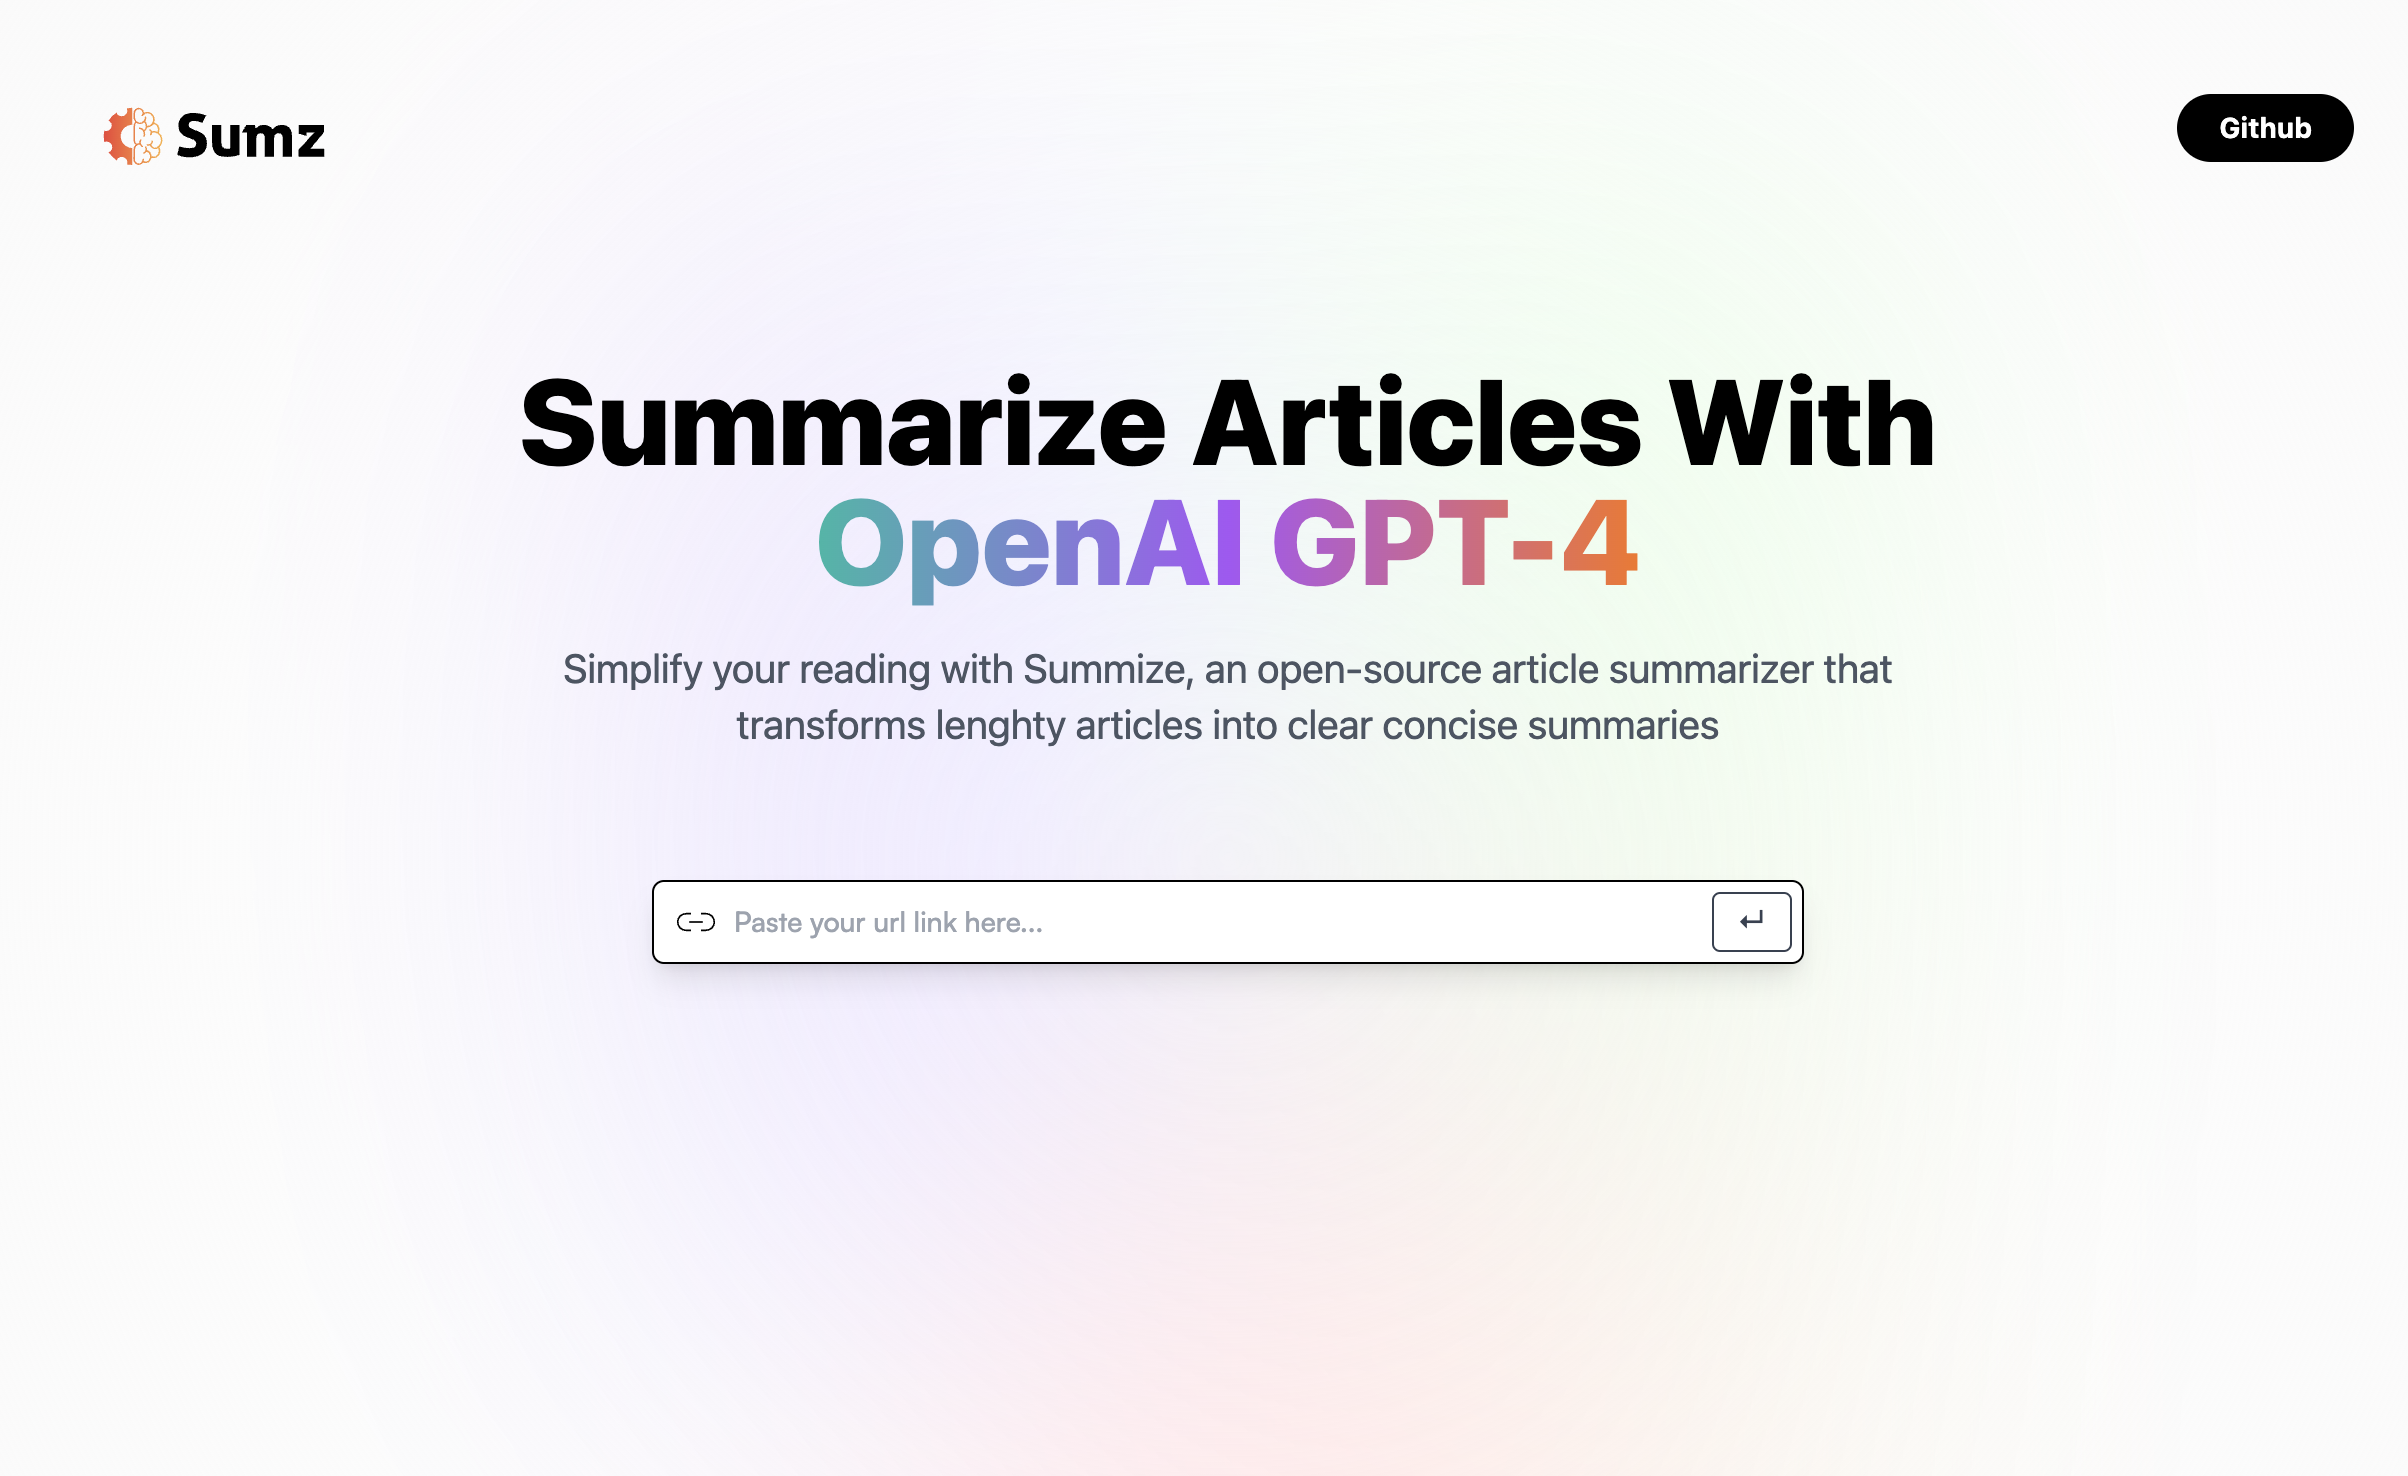 Sumz
Github
Summarize Articles With
OpenAI GPT-4
Simplify your reading with Summize, an open-source article summarizer that
transforms lenghty articles into clear concise summaries
Paste your url link here...